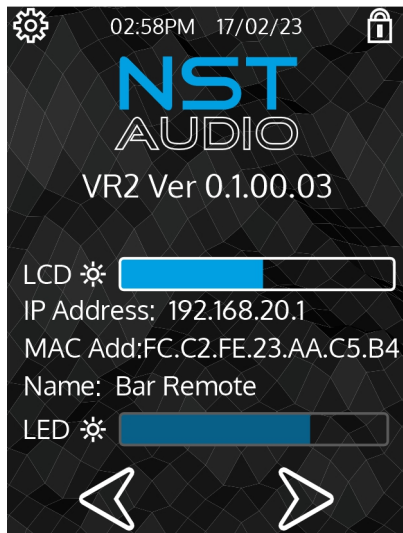 02:58PM 17/02/23
NST
AUDIO
VR2 Ver 0.1.00.03
LCD
IP Address: 192.168.20.1
MAC Add:FC.C2.FE.23.AA.C5.B4
Name: Bar Remote
LED